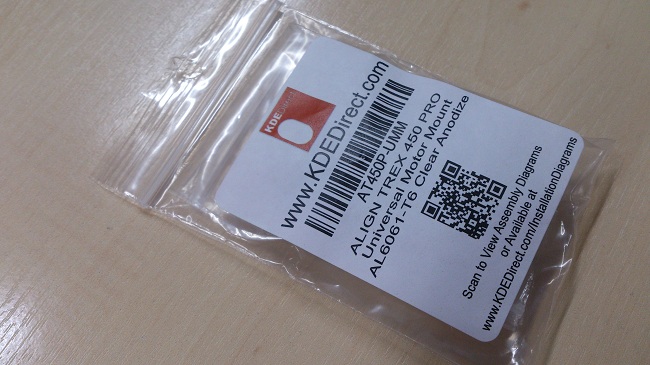 KDE DIRECT
www.KDEDirect.com
AT450P-UMM
ALIGN TREX 450 PRO
Universal Motor Mount
AL6061-T6 Clear Anodize
Scan to View Assembly Diagrams
or Available at
www.KDEDirect.com/InstallationDiagrams